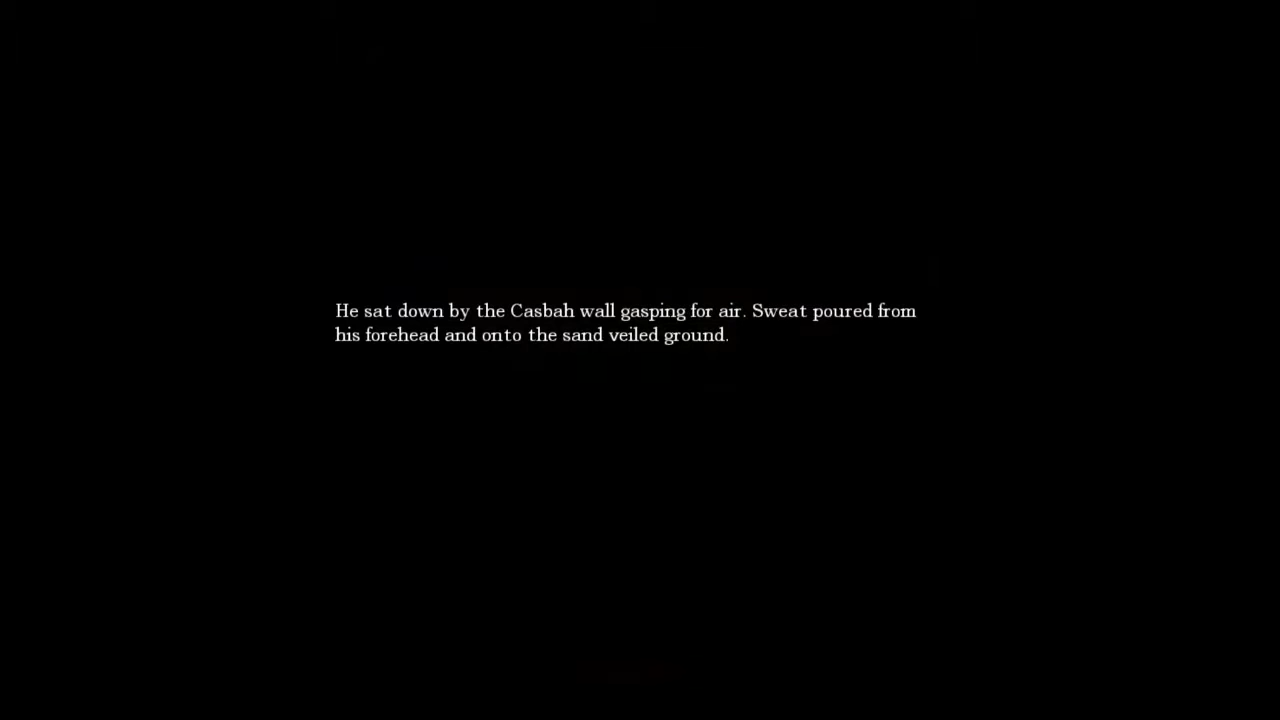 He sat down by the Casbah wall gasping for air. Sweat poured from
his forehead and onto the sand veiled ground.